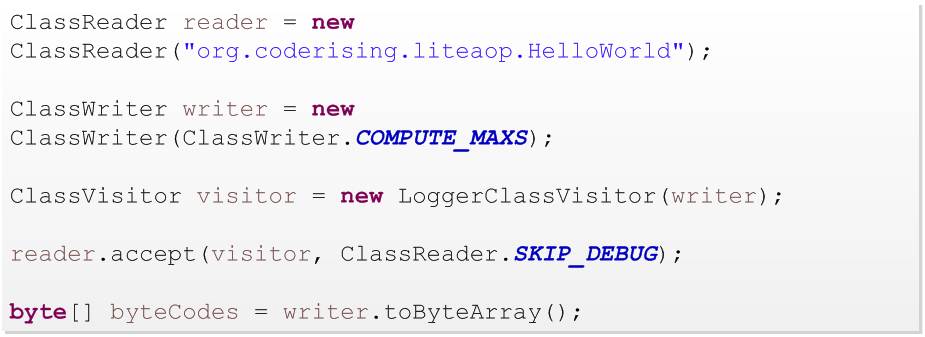 ClassReader reader = new
ClassReader("org.coderising.liteaop.HelloWorld");
ClassWriter writer = new
ClassWriter(ClassWriter.COMPUTE_MAXS);
ClassVisitor visitor = new LoggerClassVisitor(writer);
reader.accept(visitor, ClassReader.SKIP_DEBUG);
byte[] byteCodes = writer.toByteArray();